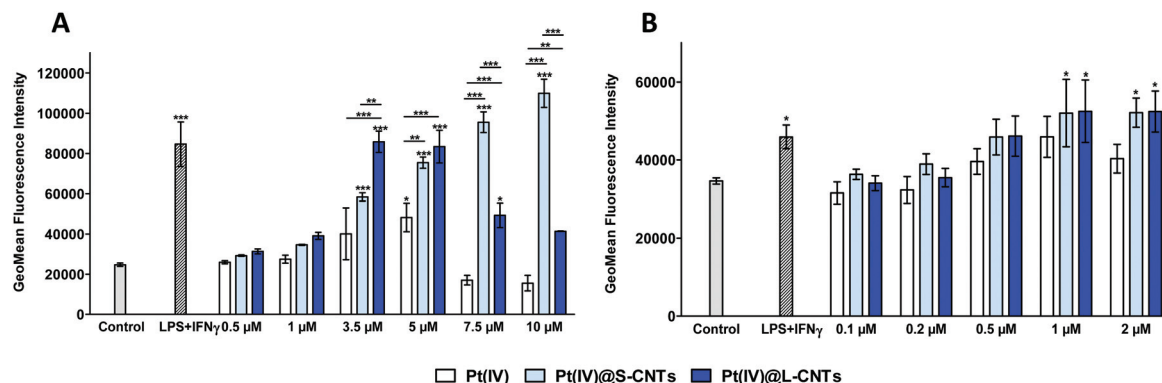 A
GeoMean Fluorescence Intensity
120000
100000
80000
60000
40000
20000
0
***
***
***
***
***
**
***
***
**
***
*
***
***
***
***
***
***
*
***
**
***
***
Control
LPS+IFNγ
0.5 µM
1 µM
3.5 µM
5 µM
7.5 µM
10 µM
B
GeoMean Fluorescence Intensity
60000
40000
20000
0
*
*
*
*
*
Control
LPS+IFNγ
0.1 µM
0.2 µM
0.5 µM
1 µM
2 µM
Pt(IV)
Pt(IV)@S-CNTs
Pt(IV)@L-CNTs